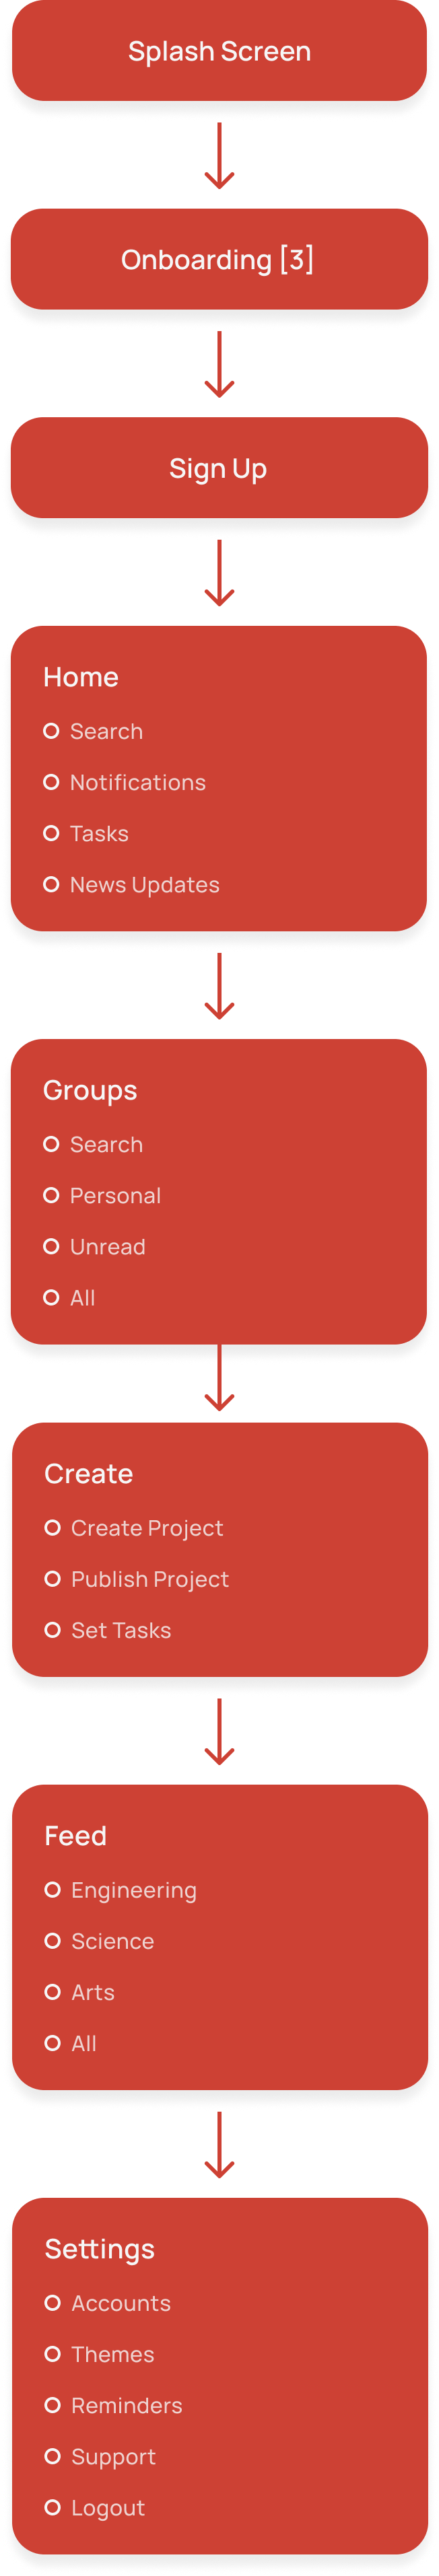 Splash Screen
Onboarding [3]
Sign Up
Home
Search
Notifications
Tasks
News Updates
Groups
Search
Personal
Unread
All
Create
Create Project
Publish Project
Set Tasks
Feed
Engineering
Science
Arts
All
Settings
Accounts
Themes
Reminders
Support
Logout